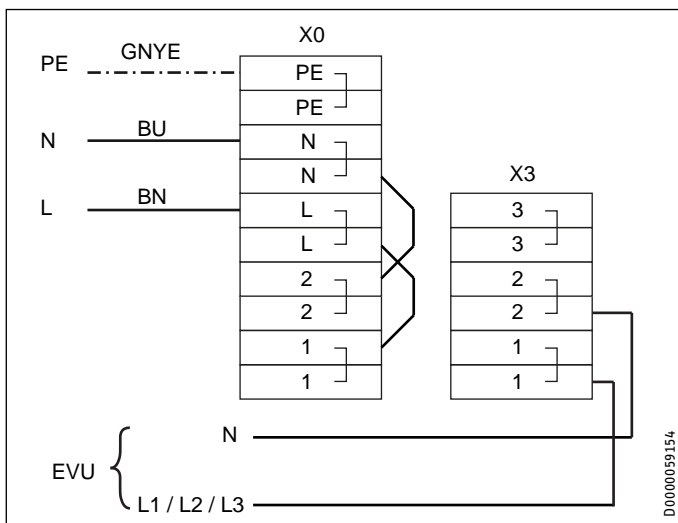 X0
PE GNYE PE
PE
N BU N
N X3
L BN L 3
L 3
2 2
2 2
1 1
1 1
N
EVU
L1 / L2 / L3
D0000059154